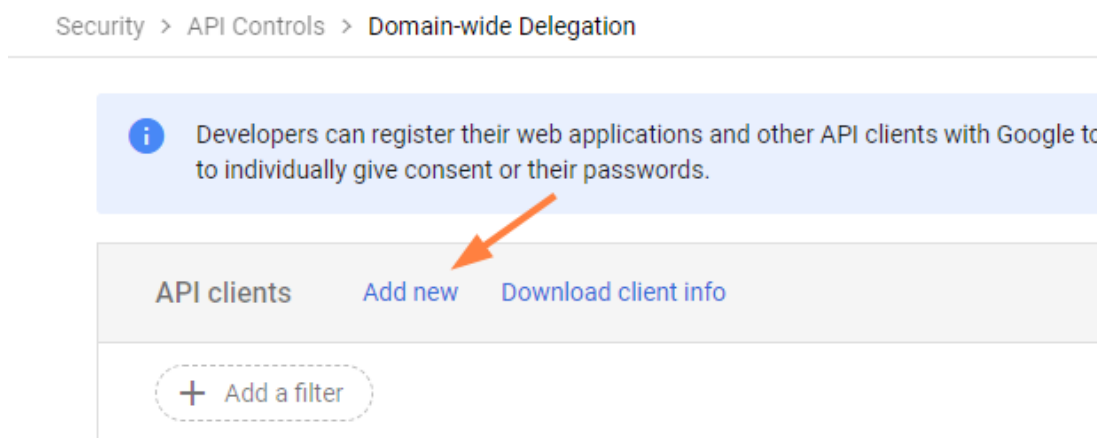 Security > API Controls > Domain-wide Delegation
Developers can register their web applications and other API clients with Google to
to individually give consent or their passwords.
API clients Add new Download client info
+ Add a filter